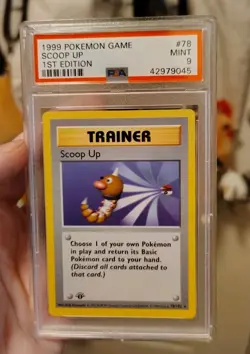 1999 POKEMON GAME #78
SCOOP UP MINT
1ST EDITION 9
PSA 42979045
TRAINER
Scoop Up
Choose 1 of your own Pokémon
in play and return its Basic
Pokémon card to your hand.
(Discard all cards attached
to that card.)